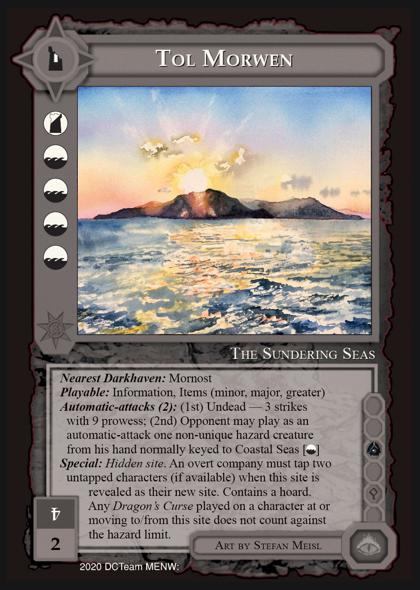 TOL MORWEN
THE SUNDERING SEAS
Nearest Darkhaven: Mornost
Playable: Information, Items (minor, major, greater)
Automatic-attacks (2): (1st) Undead — 3 strikes
with 9 prowess; (2nd) Opponent may play as an
automatic-attack one non-unique hazard creature
from his hand normally keyed to Coastal Seas [ ]
Special: Hidden site. An overt company must tap two
untapped characters (if available) when this site is
revealed as their new site. Contains a hoard.
Any Dragon's Curse played on a character at or
moving to/from this site does not count against
the hazard limit.
2
ART BY STEFAN MEISL
2020 DCTeam MENW: